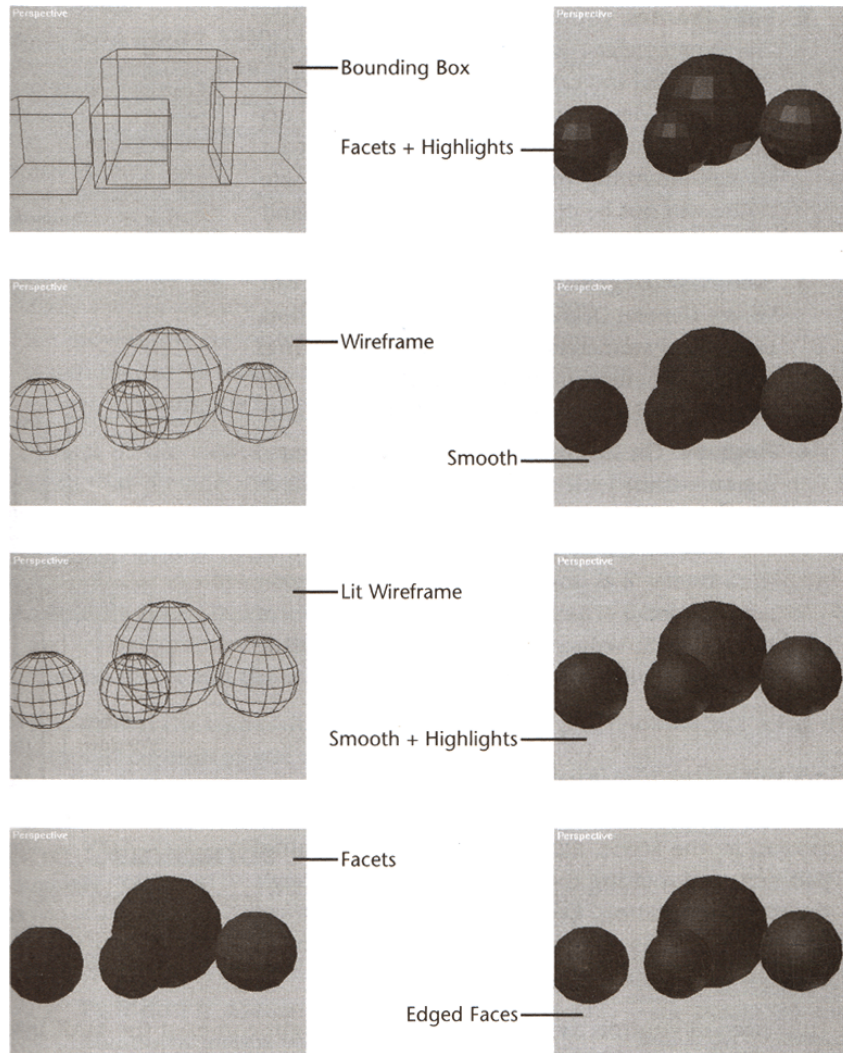 Perspective
Bounding Box
Perspective
Facets + Highlights
Perspective
Wireframe
Perspective
Smooth
Perspective
Lit Wireframe
Perspective
Smooth + Highlights
Perspective
Facets
Perspective
Edged Faces